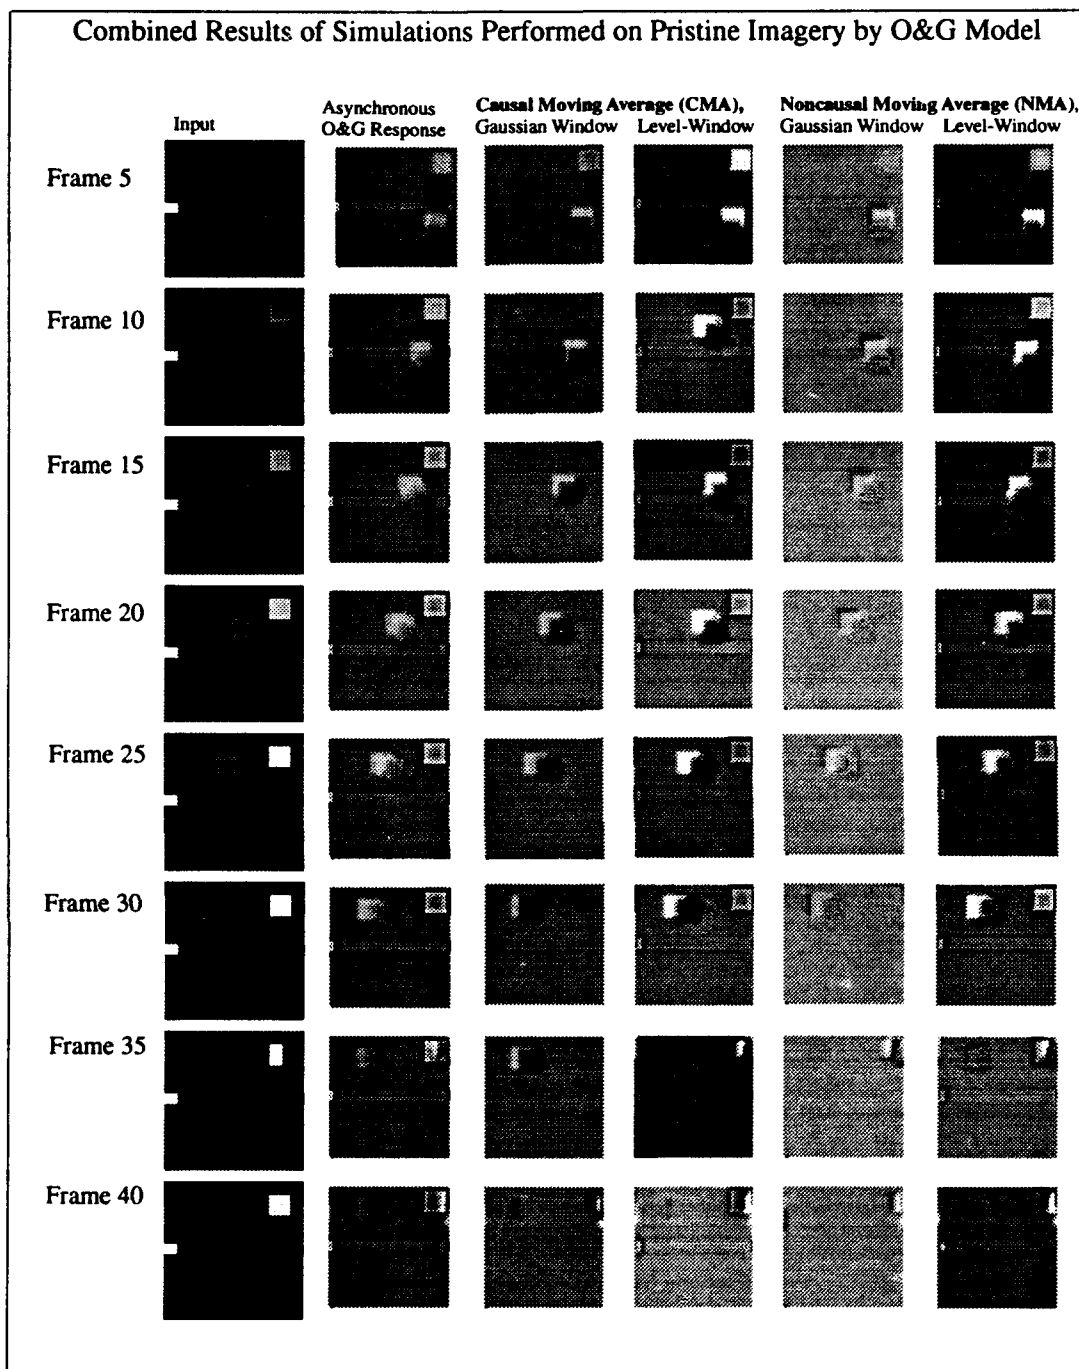 Combined Results of Simulations Performed on Pristine Imagery by O&G Model
Input
Asynchronous
O&G Response
Causal Moving Average (CMA),
Gaussian Window Level-Window
Noncausal Moving Average (NMA),
Gaussian Window Level-Window
Frame 5
Frame 10
Frame 15
Frame 20
Frame 25
Frame 30
Frame 35
Frame 40